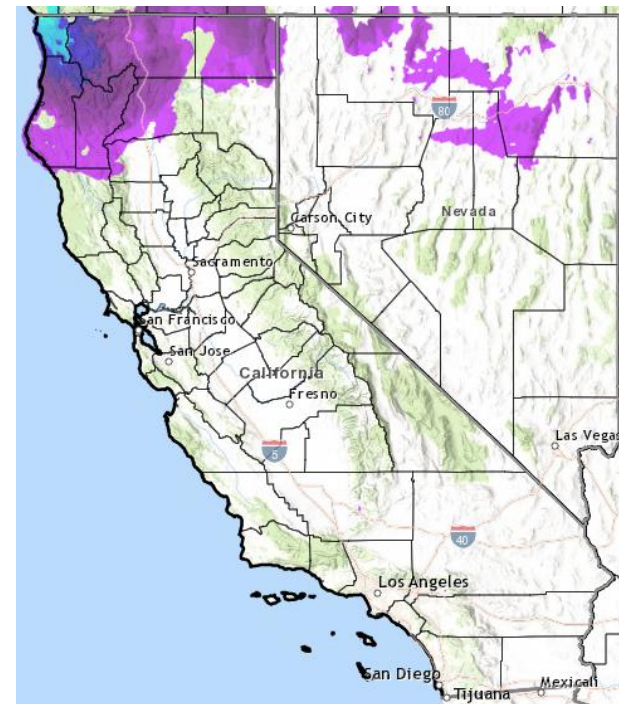 80
Nevada
Carson City
Sacramento
San Francisco
San Jose
California
Fresno
5
Las Vegas
40
Los Angeles
San Diego
Tijuana
Mexicali